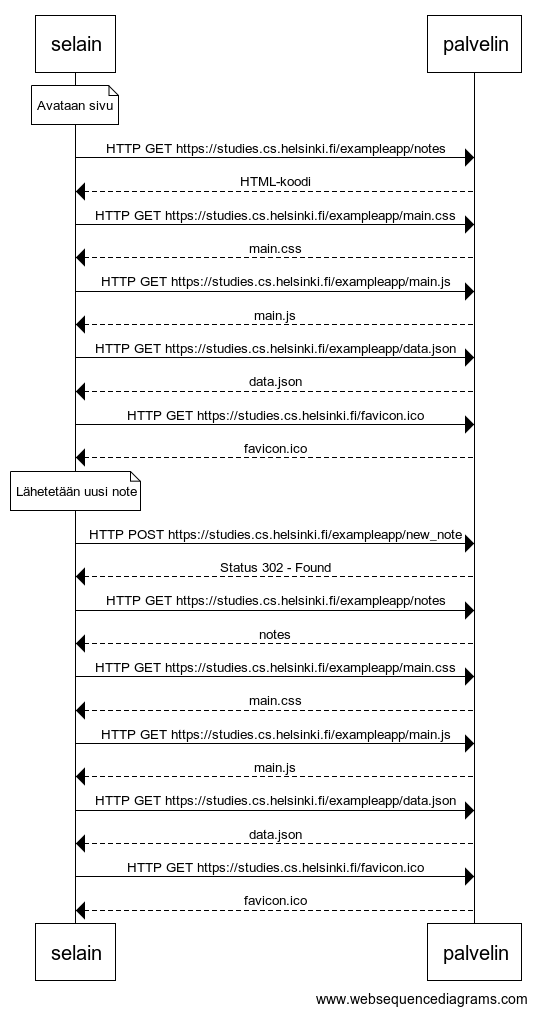 selain
palvelin
Avataan sivu
HTTP GET https://studies.cs.helsinki.fi/exampleapp/notes
HTML-koodi
HTTP GET https://studies.cs.helsinki.fi/exampleapp/main.css
main.css
HTTP GET https://studies.cs.helsinki.fi/exampleapp/main.js
main.js
HTTP GET https://studies.cs.helsinki.fi/exampleapp/data.json
data.json
HTTP GET https://studies.cs.helsinki.fi/favicon.ico
favicon.ico
Lähetetään uusi note
HTTP POST https://studies.cs.helsinki.fi/exampleapp/new_note
Status 302 - Found
HTTP GET https://studies.cs.helsinki.fi/exampleapp/notes
notes
HTTP GET https://studies.cs.helsinki.fi/exampleapp/main.css
main.css
HTTP GET https://studies.cs.helsinki.fi/exampleapp/main.js
main.js
HTTP GET https://studies.cs.helsinki.fi/exampleapp/data.json
data.json
HTTP GET https://studies.cs.helsinki.fi/favicon.ico
favicon.ico
selain
palvelin
www.websequencediagrams.com